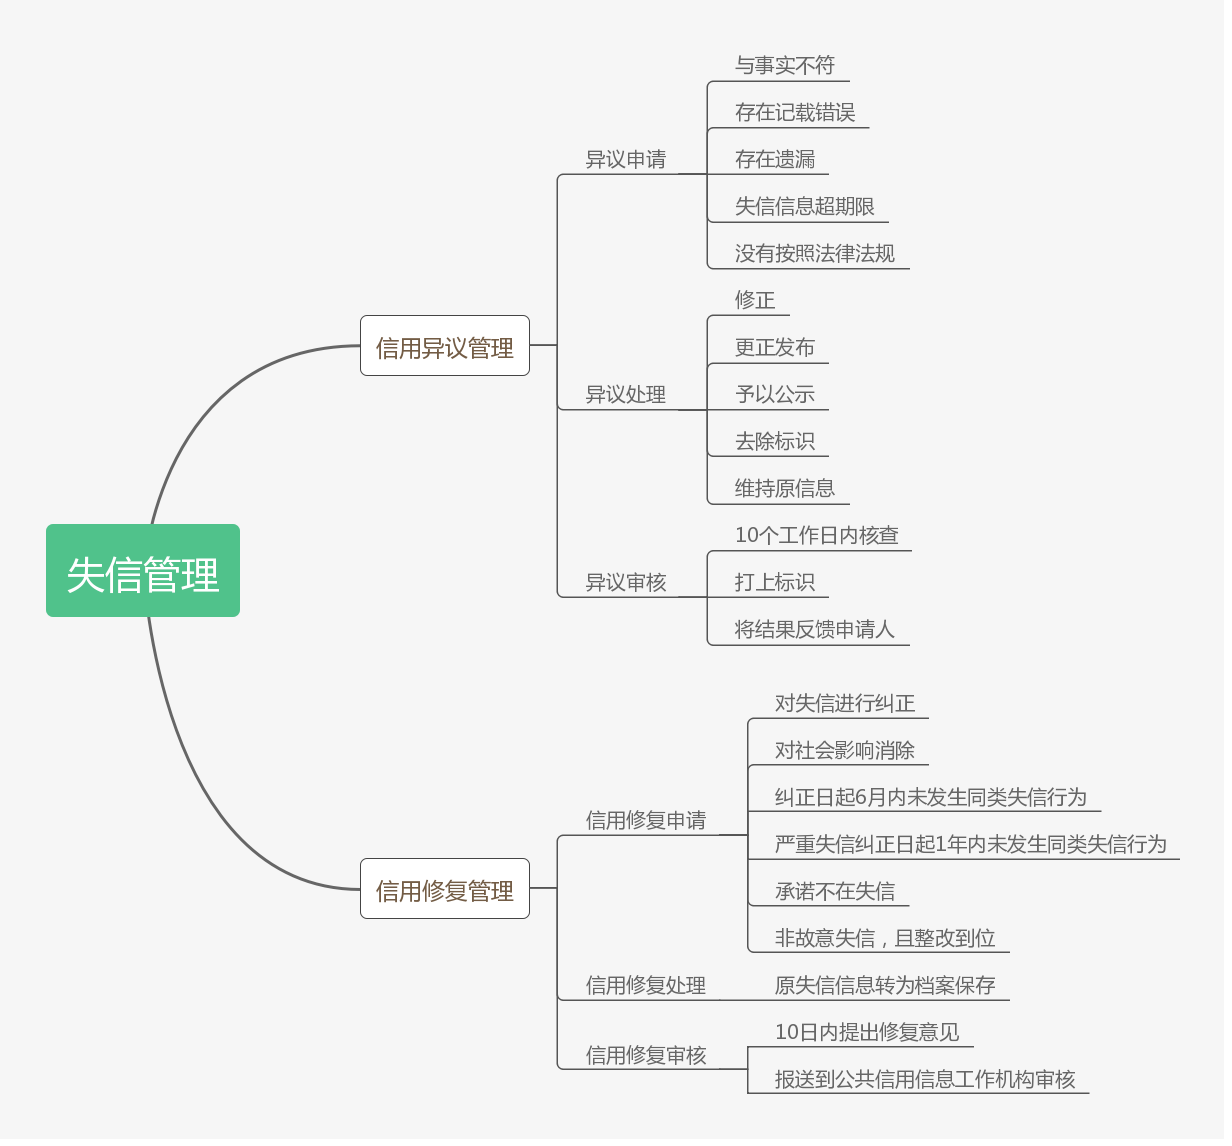 失信管理
信用异议管理
异议申请
与事实不符
存在记载错误
存在遗漏
失信信息超期限
没有按照法律法规
异议处理
修正
更正发布
予以公示
去除标识
维持原信息
异议审核
10个工作日内核查
打上标识
将结果反馈申请人
信用修复管理
信用修复申请
对失信进行纠正
对社会影响消除
纠正日起6月内未发生同类失信行为
严重失信纠正日起1年内未发生同类失信行为
承诺不在失信
非故意失信，且整改到位
信用修复处理
原失信信息转为档案保存
信用修复审核
10日内提出修复意见
报送到公共信用信息工作机构审核